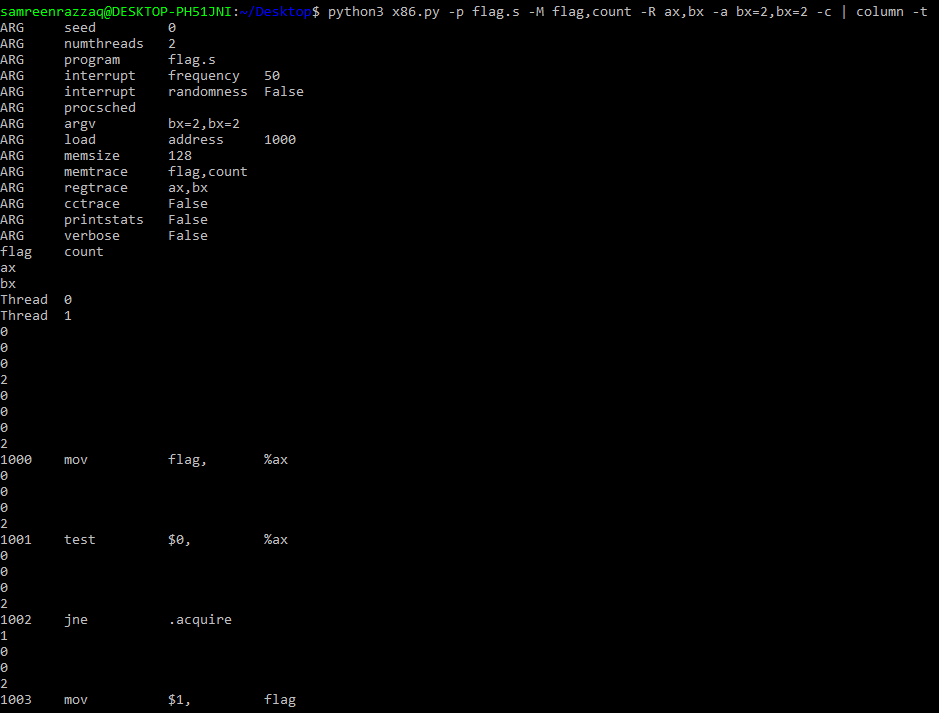 samreenrazzaq@DESKTOP-PH51JNI:~/Desktop$ python3 x86.py -p flag.s -M flag,count -R ax,bx -a bx=2,bx=2 -c | column -t
ARG     seed         0
ARG     numthreads   2
ARG     program      flag.s
ARG     interrupt    frequency   50
ARG     interrupt    randomness  False
ARG     procsched
ARG     argv         bx=2,bx=2
ARG     load         address     1000
ARG     memsize      128
ARG     memtrace     flag,count
ARG     regtrace     ax,bx
ARG     cctrace      False
ARG     printstats   False
ARG     verbose      False
flag    count
ax
bx
Thread  0
Thread  1
0
0
0
2
0
0
0
2
1000    mov          flag,       %ax
0
0
0
2
1001    test         $0,         %ax
0
0
0
2
1002    jne          .acquire
1
0
0
2
1003    mov          $1,         flag